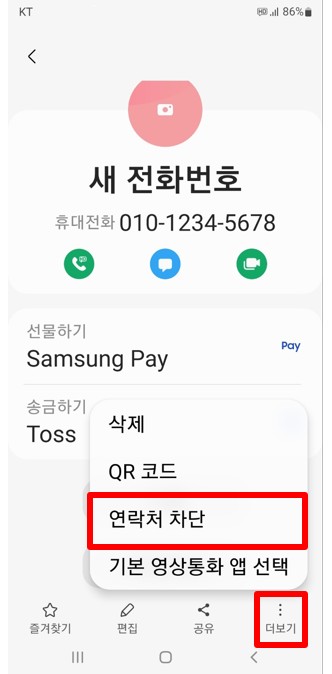 KT
HD 86%
새 전화번호
휴대전화 010-1234-5678
선물하기
Samsung Pay
Pay
송금하기
Toss
삭제
QR 코드
연락처 차단
기본 영상통화 앱 선택
즐겨찾기 편집 공유 더보기